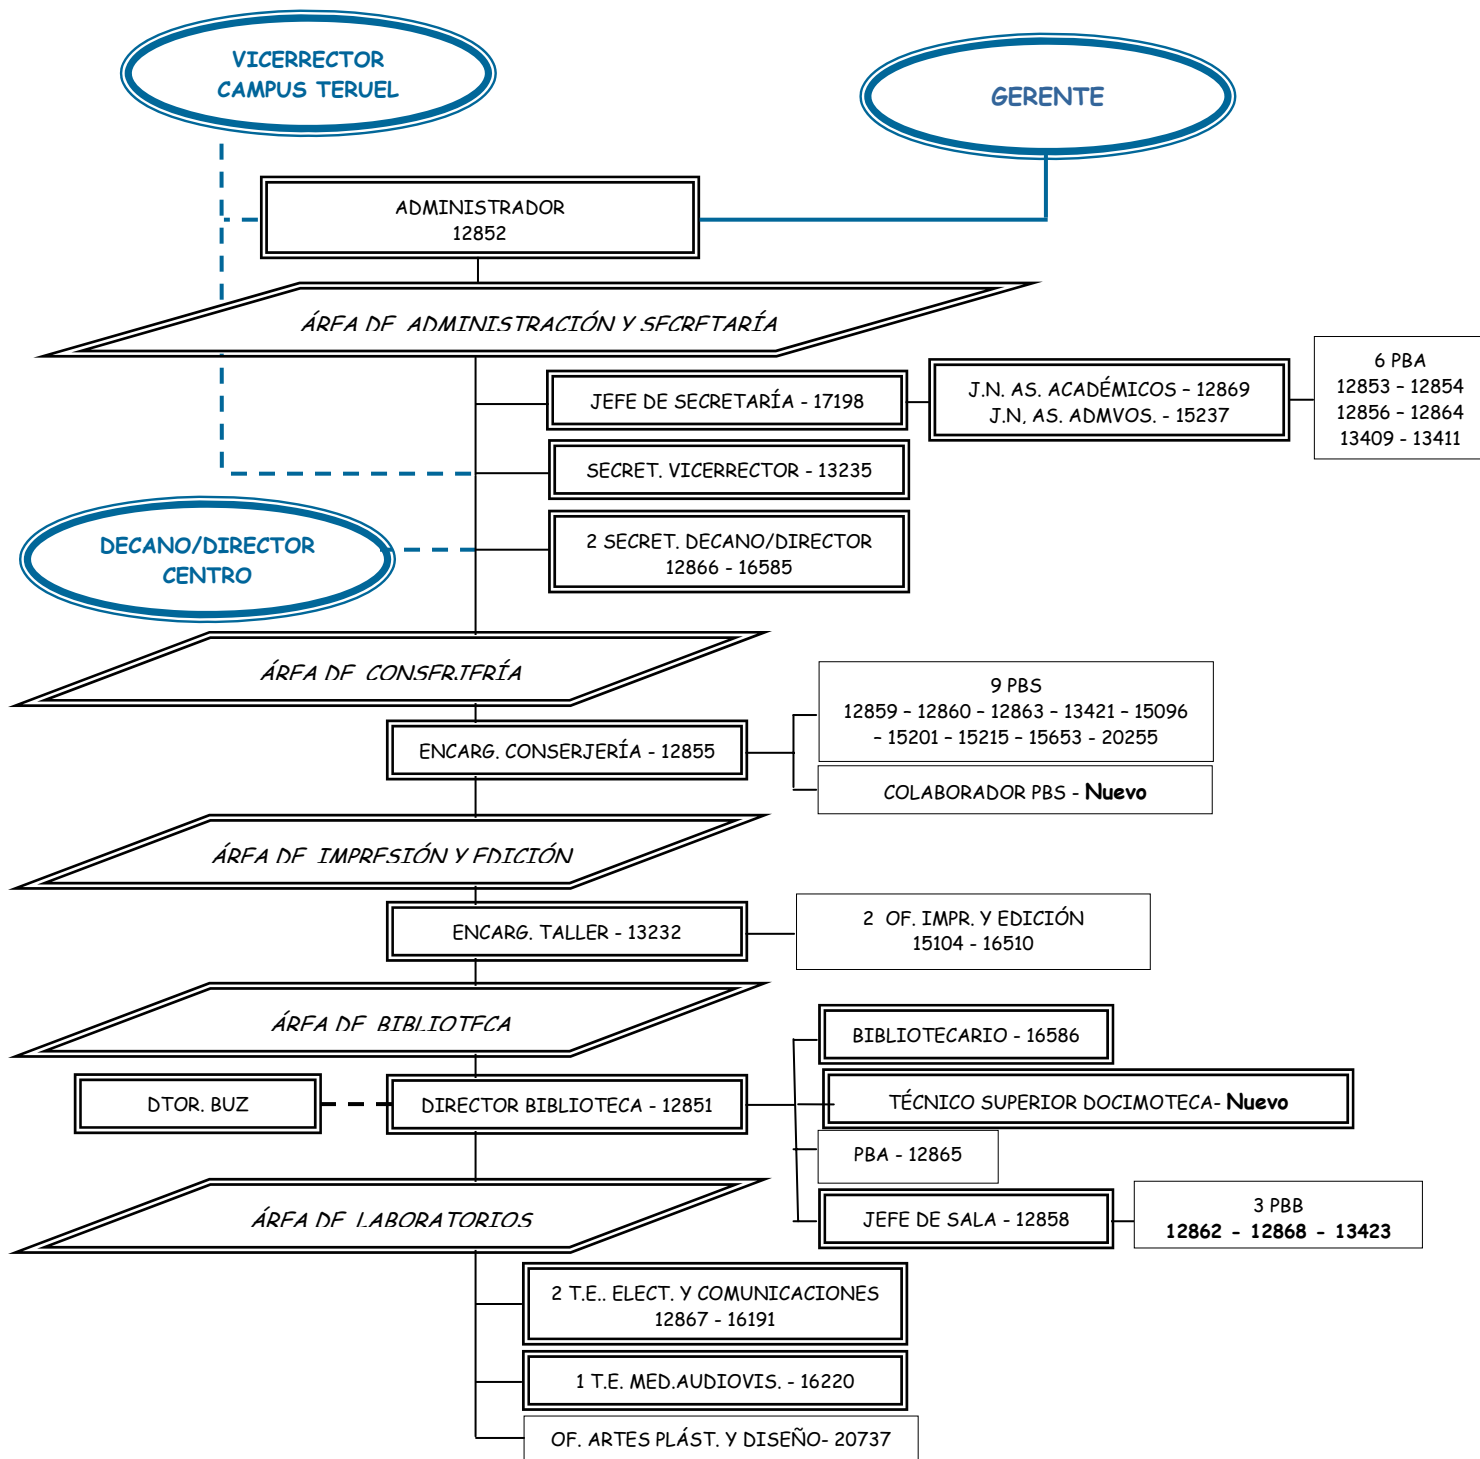 VICERRECTOR
CAMPUS TERUEL
GERENTE
ADMINISTRADOR
12852
ÁREA DE ADMINISTRACIÓN Y SECRETARÍA
6 PBA
12853 – 12854
12856 – 12864
13409 - 13411
JEFE DE SECRETARÍA - 17198
J.N. AS. ACADÉMICOS – 12869
J.N. AS. ADMVOS. - 15237
SECRET. VICERRECTOR - 13235
DECANO/DIRECTOR
CENTRO
2 SECRET. DECANO/DIRECTOR
12866 - 16585
ÁREA DE CONSERJERÍA
9 PBS
12859 – 12860 – 12863 – 13421 – 15096
– 15201 – 15215 – 15653 - 20255
ENCARG. CONSERJERÍA - 12855
COLABORADOR PBS - Nuevo
ÁREA DE IMPRESIÓN Y EDICIÓN
ENCARG. TALLER - 13232
2 OF. IMPR. Y EDICIÓN
15104 - 16510
ÁREA DE BIBLIOTECA
BIBLIOTECARIO - 16586
DTOR. BUZ
DIRECTOR BIBLIOTECA - 12851
TÉCNICO SUPERIOR DOCIMOTECA- Nuevo
PBA - 12865
ÁREA DE LABORATORIOS
JEFE DE SALA - 12858
3 PBB
12862 - 12868 - 13423
2 T.E.. ELECT. Y COMUNICACIONES
12867 - 16191
1 T.E. MED.AUDIOVIS. - 16220
OF. ARTES PLÁST. Y DISEÑO- 20737